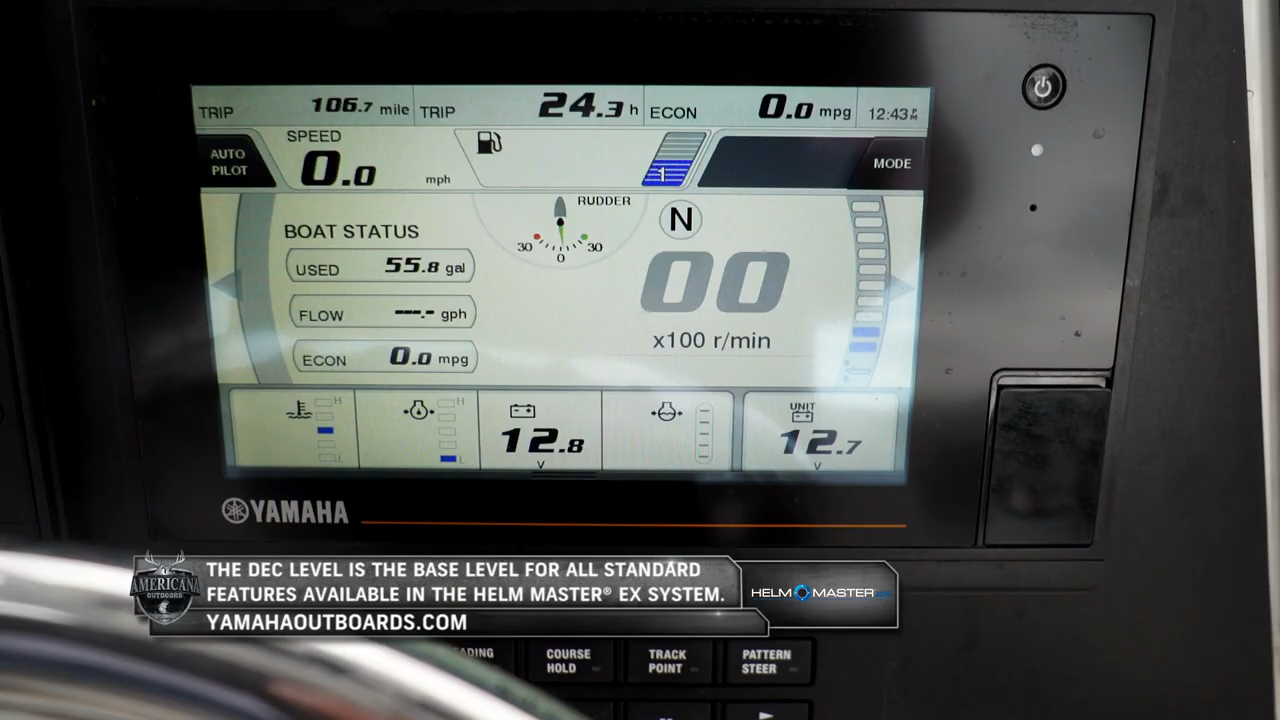 TRIP 106.7 mile TRIP 24.3 h ECON 0.0 mpg 12:43 PM
AUTO PILOT
SPEED
0.0 mph
1
MODE
RUDDER
30 0 30
N
BOAT STATUS
USED 55.8 gal
FLOW ---.- gph
ECON 0.0 mpg
00
x100 r/min
H
L
H
L
12.8
V
UNIT
12.7
V
YAMAHA
AMERICANA
OUTDOORS
THE DEC LEVEL IS THE BASE LEVEL FOR ALL STANDARD
FEATURES AVAILABLE IN THE HELM MASTER® EX SYSTEM.
YAMAHAOUTBOARDS.COM
HELM MASTER
COURSE
HOLD
TRACK
POINT
PATTERN
STEER